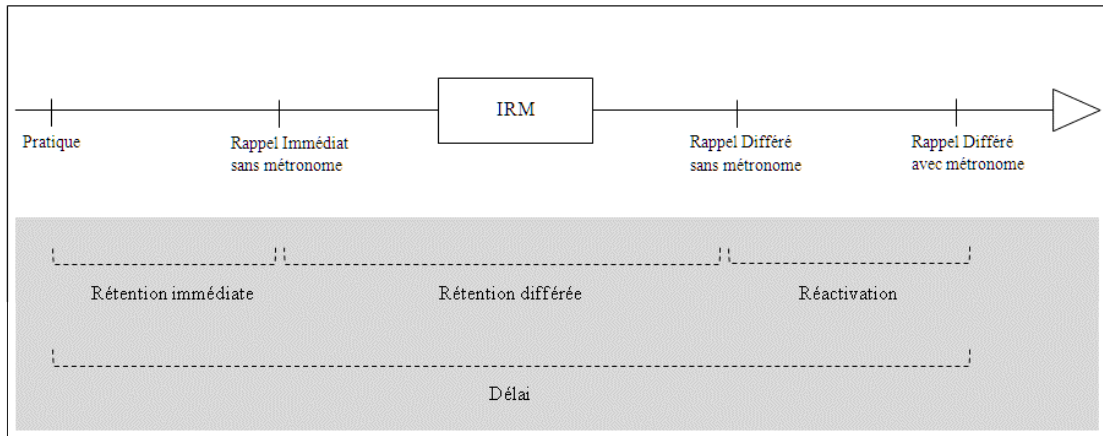 IRM
Pratique
Rappel Immédiat
sans métronome
Rappel Différé
sans métronome
Rappel Différé
avec métronome
Rétention immédiate
Rétention différée
Réactivation
Délai